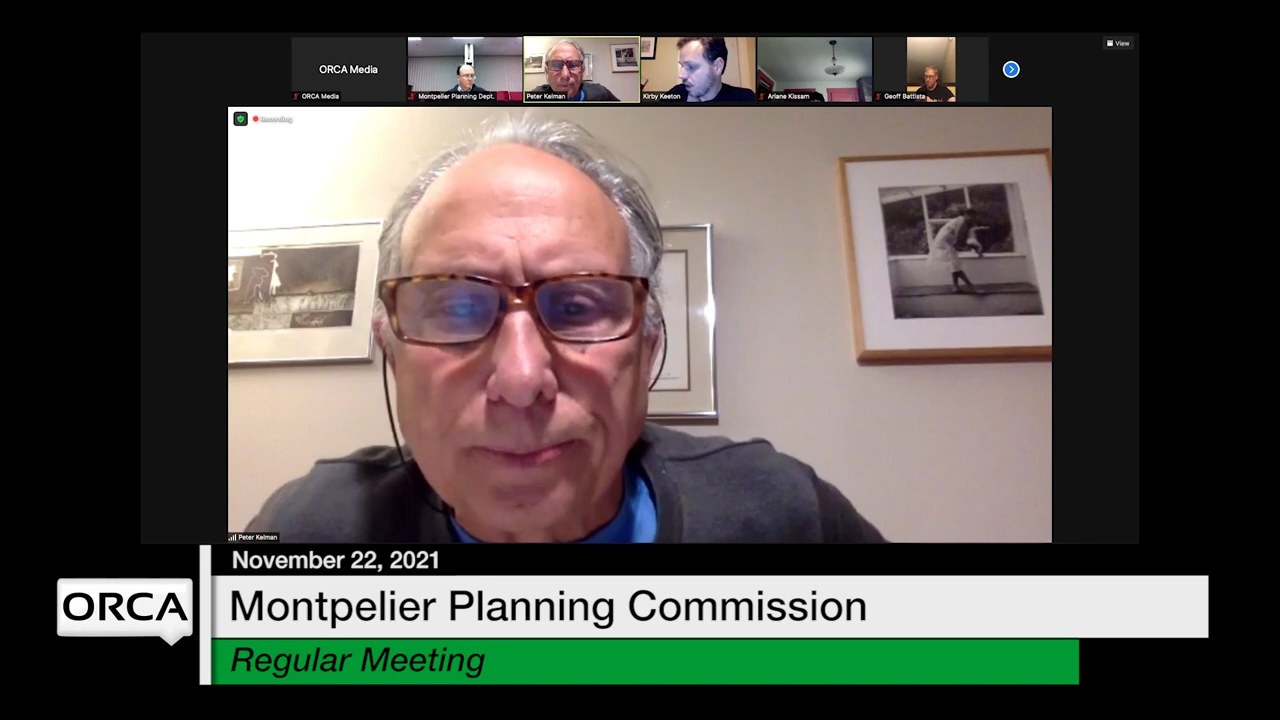 ORCA Media
View
ORCA Media
Montpelier Planning Dept.
Peter Kelman
Kirby Keeton
Ariane Kissam
Geoff Battista
Recording
Peter Kelman
November 22, 2021
ORCA
Montpelier Planning Commission
Regular Meeting